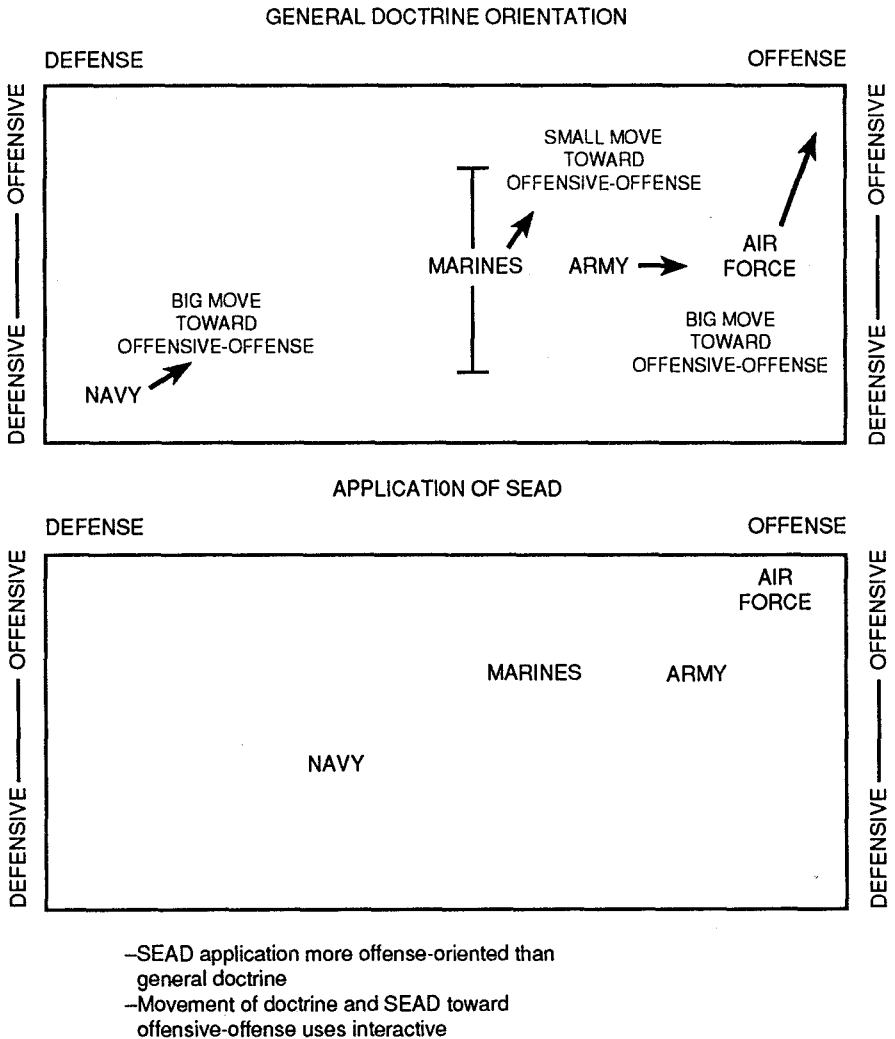 GENERAL DOCTRINE ORIENTATION
DEFENSE
OFFENSE
DEFENSIVE — OFFENSIVE
SMALL MOVE
TOWARD
OFFENSIVE-OFFENSE
MARINES
ARMY
AIR
FORCE
BIG MOVE
TOWARD
OFFENSIVE-OFFENSE
BIG MOVE
TOWARD
OFFENSIVE-OFFENSE
NAVY
DEFENSIVE — OFFENSIVE
APPLICATION OF SEAD
DEFENSE
OFFENSE
DEFENSIVE — OFFENSIVE
AIR
FORCE
MARINES
ARMY
NAVY
DEFENSIVE — OFFENSIVE
–SEAD application more offense-oriented than
general doctrine
–Movement of doctrine and SEAD toward
offensive-offense uses interactive